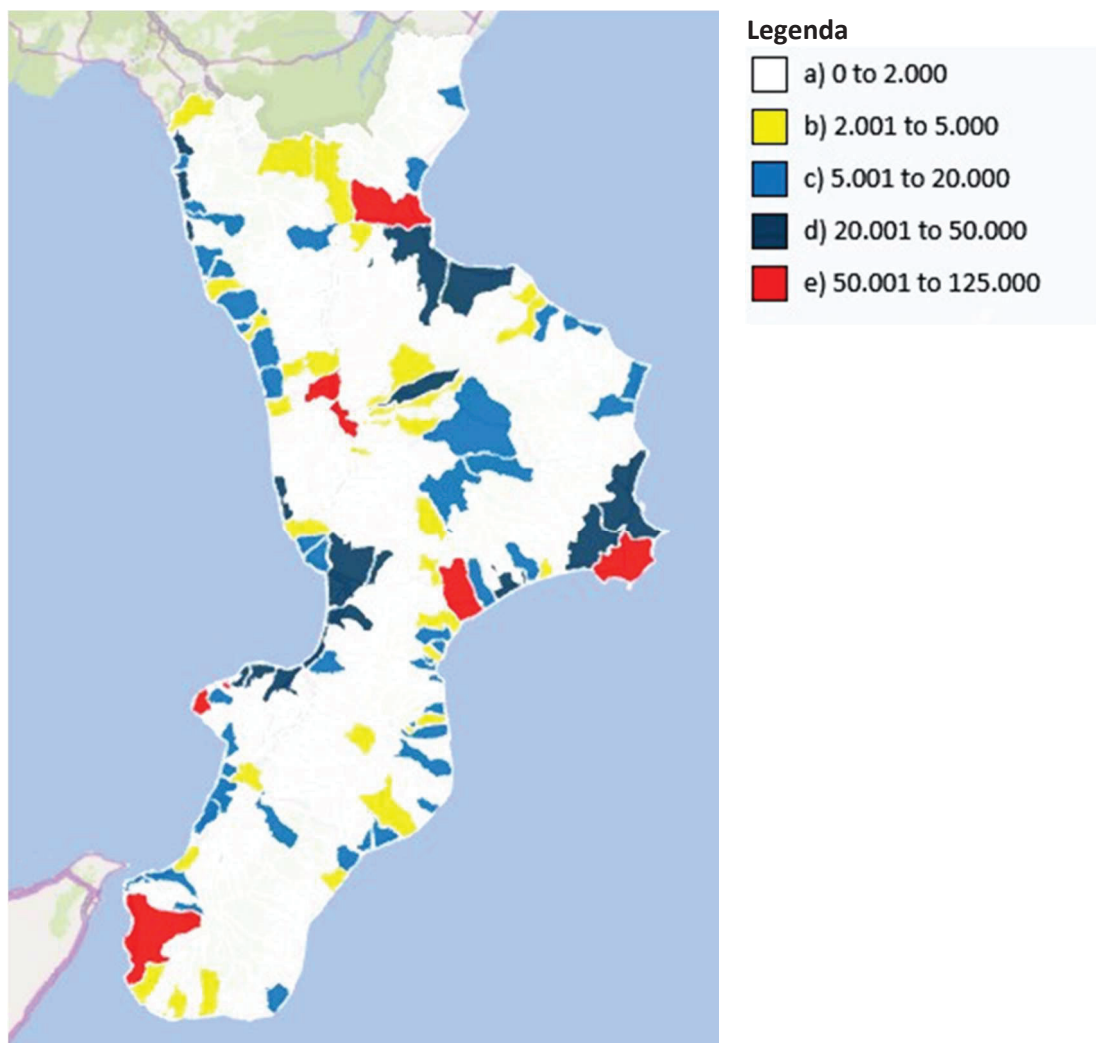 Legenda
a) 0 to 2.000
b) 2.001 to 5.000
c) 5.001 to 20.000
d) 20.001 to 50.000
e) 50.001 to 125.000